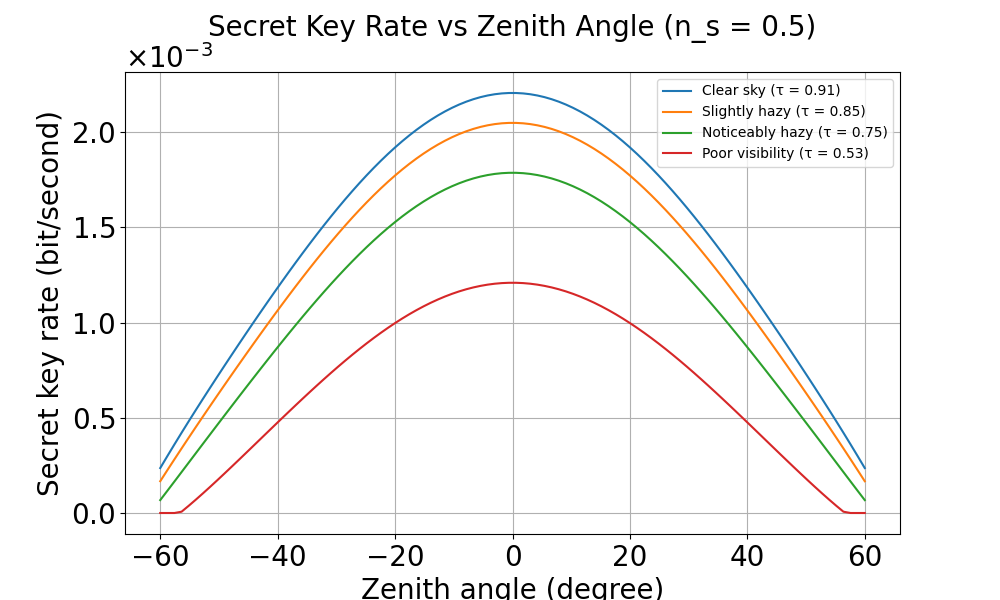 Secret Key Rate vs Zenith Angle (n_s = 0.5)
×10⁻³
Clear sky (τ = 0.91)
Slightly hazy (τ = 0.85)
Noticeably hazy (τ = 0.75)
Poor visibility (τ = 0.53)
Secret key rate (bit/second)
2.0
1.5
1.0
0.5
0.0
−60 −40 −20 0 20 40 60
Zenith angle (degree)